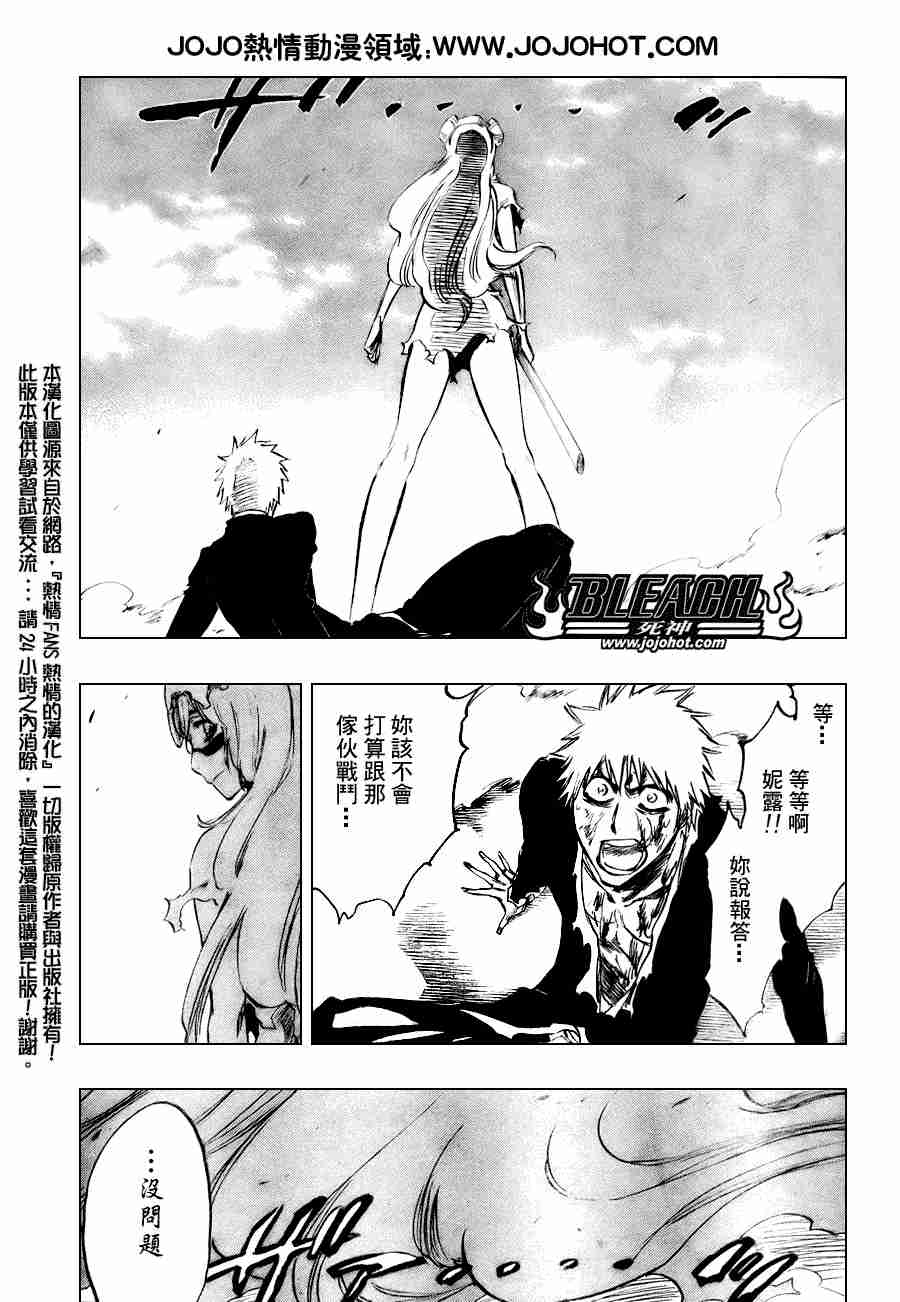 JOJO熱情動漫領域:WWW.JOJOHOT.COM
BLEACH
死神
www.jojohot.com
等…
等等啊
妮露!!
妳說報答…
妳該不會
打算跟那
傢伙戰鬥…
…沒問題
本漢化圖源來自於網路,『熱情FANS熱情的漢化』一切版權歸原作者與出版社擁有!
此版本僅供學習試看交流…請24小時之內消除,喜歡這套漫畫請購買正版!謝謝。